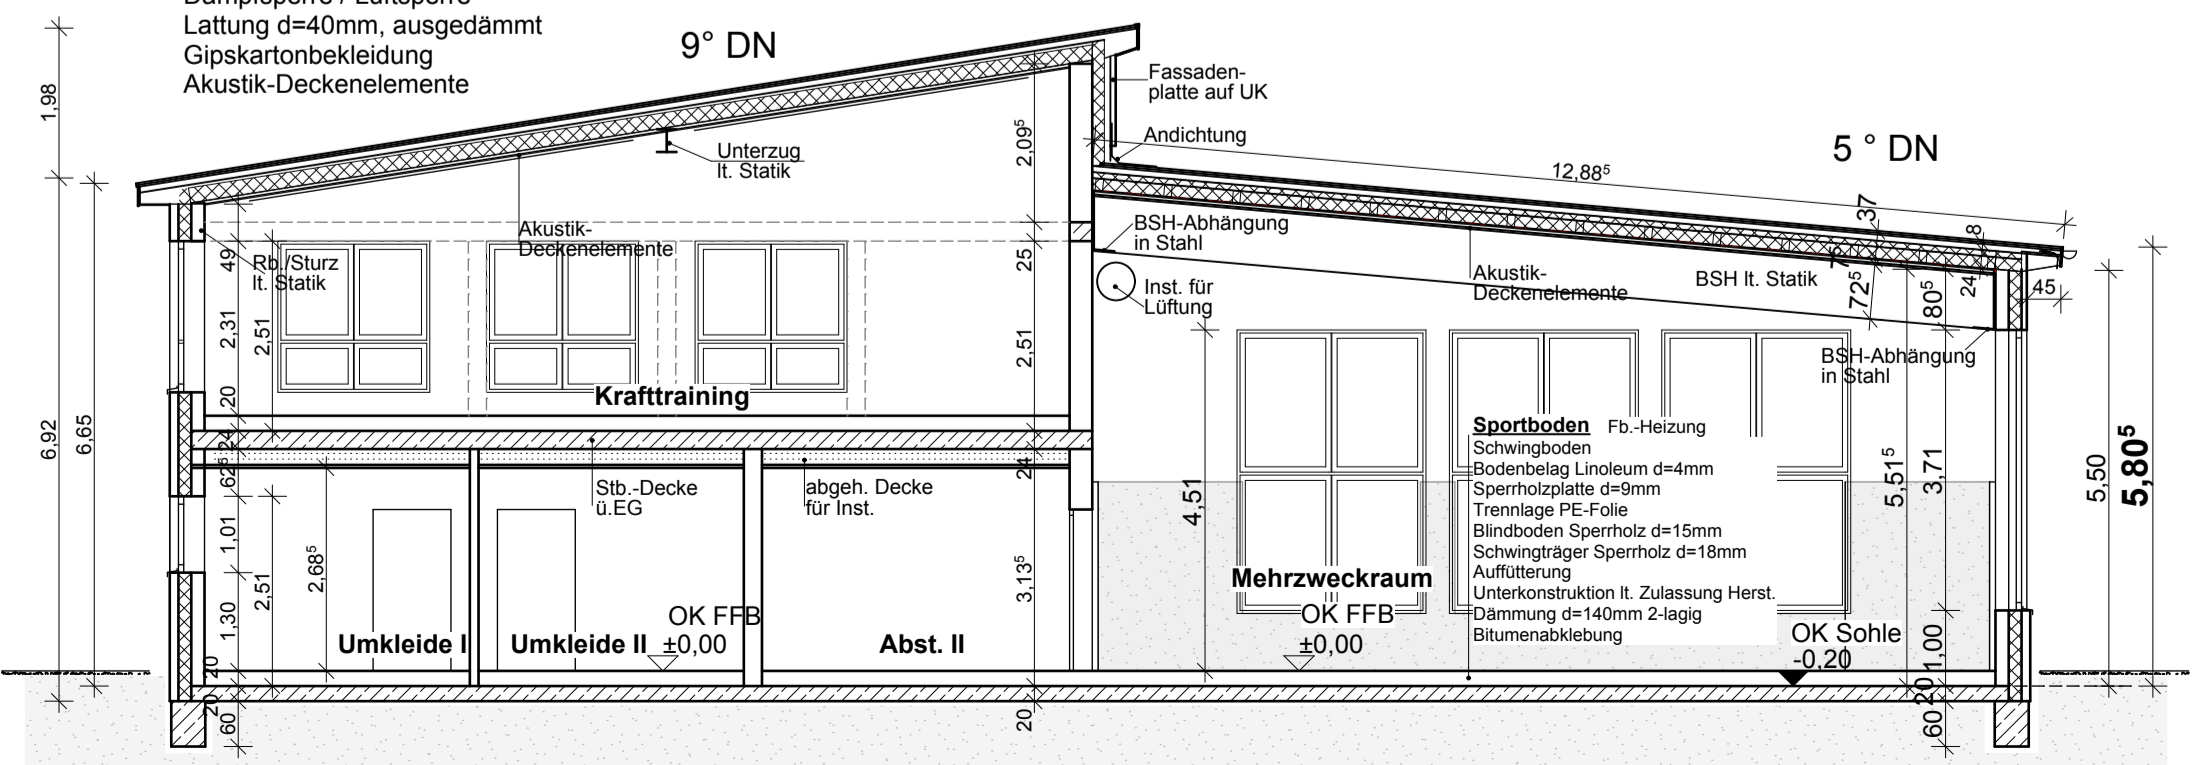 Lattung d=40mm, ausgedämmt
Gipskartonbekleidung
Akustik-Deckenelemente
9° DN
5 ° DN
Fassaden-
platte auf UK
Andichtung
Unterzug
lt. Statik
Akustik-
Deckenelemente
Rb./Sturz
lt. Statik
BSH-Abhängung
in Stahl
Inst. für
Lüftung
Akustik-
Deckenelemente
BSH lt. Statik
BSH-Abhängung
in Stahl
12,88⁵
37
8
24
72⁵
80⁵
45
1,98
6,92
6,65
49
2,31
2,51
20
24
62⁵
1,01
2,51
1,30
2,68⁵
20
20
60
2,09⁵
25
2,51
24
3,13⁵
20
4,51
5,51⁵
3,71
1,00
20
60
5,50
5,80⁵
Krafttraining
Stb.-Decke
ü.EG
abgeh. Decke
für Inst.
Umkleide I
Umkleide II
OK FFB
±0,00
Abst. II
Mehrzweckraum
OK FFB
±0,00
Sportboden Fb.-Heizung
Schwingboden
Bodenbelag Linoleum d=4mm
Sperrholzplatte d=9mm
Trennlage PE-Folie
Blindboden Sperrholz d=15mm
Schwingträger Sperrholz d=18mm
Auffütterung
Unterkonstruktion lt. Zulassung Herst.
Dämmung d=140mm 2-lagig
Bitumenabklebung
OK Sohle
-0,20